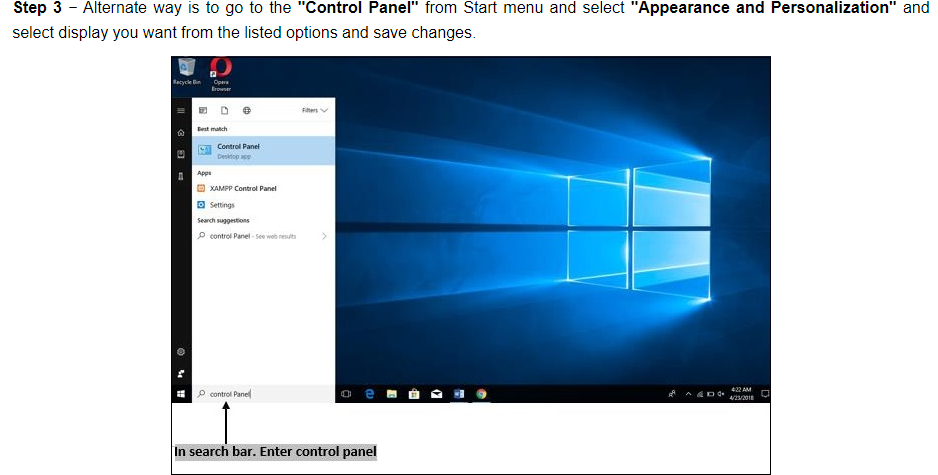 Step 3 − Alternate way is to go to the "Control Panel" from Start menu and select "Appearance and Personalization" and
select display you want from the listed options and save changes.
Recycle Bin
Opera
Browser
Filters
Best match
Control Panel
Desktop app
Apps
XAMPP Control Panel
Settings
Search suggestions
control Panel - See web results
control Panel
4:22 AM
4/23/2018
In search bar. Enter control panel